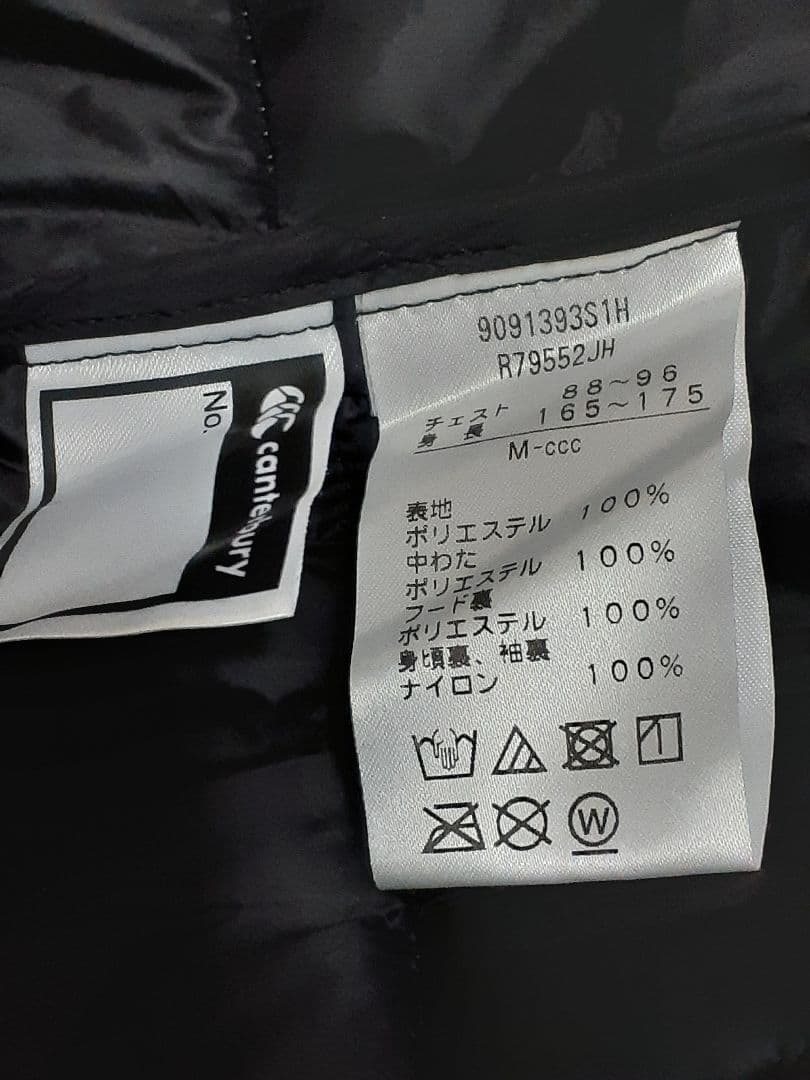 No.
canterbury
9091393S1H
R79552JH
チェスト 88～96
身長 165～175
M-ccc
表地
ポリエステル 100%
中わた
ポリエステル 100%
フード裏
ポリエステル 100%
身頃裏、袖裏
ナイロン 100%
W